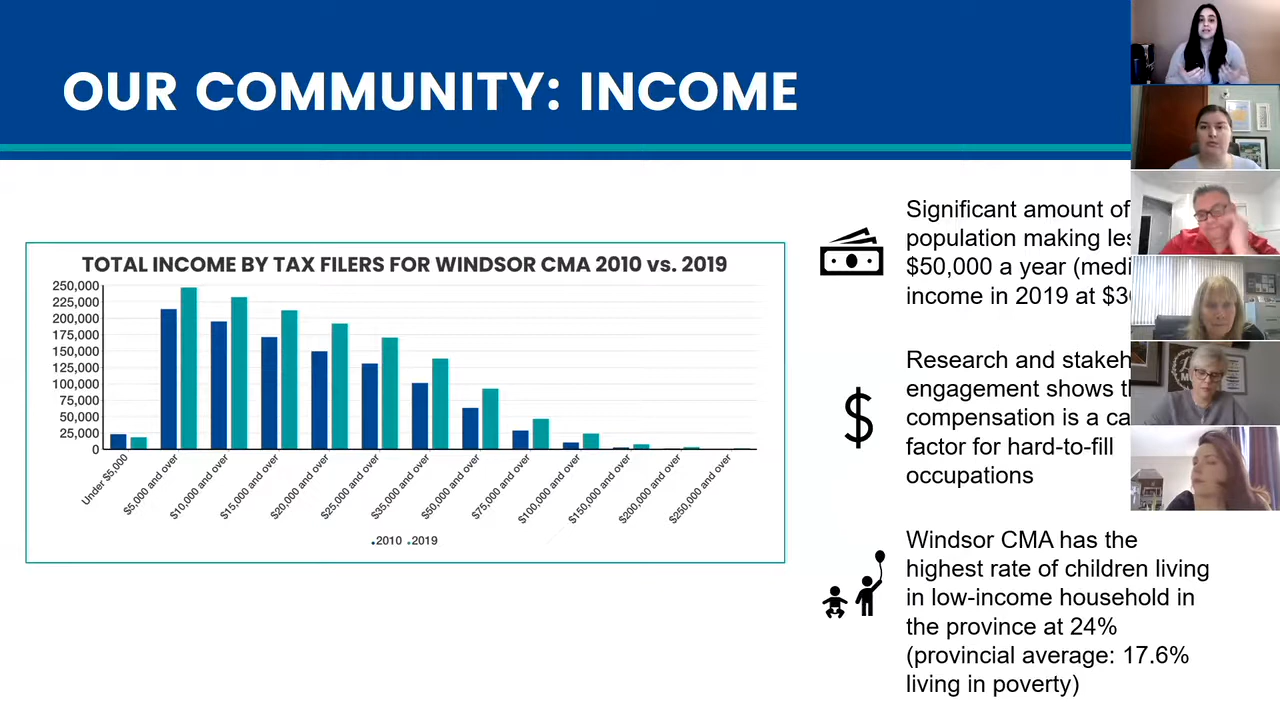 OUR COMMUNITY: INCOME
TOTAL INCOME BY TAX FILERS FOR WINDSOR CMA 2010 vs. 2019
250,000
225,000
200,000
175,000
150,000
125,000
100,000
75,000
50,000
25,000
0
Under $5,000
$5,000 and over
$10,000 and over
$15,000 and over
$20,000 and over
$25,000 and over
$35,000 and over
$50,000 and over
$75,000 and over
$100,000 and over
$150,000 and over
$200,000 and over
$250,000 and over
2010 2019
Significant amount of
population making
$50,000 a year
income in 2019 at
Research and
engagement shows
compensation is a
factor for hard-to-fill
occupations
Windsor CMA has the
highest rate of children living
in low-income household in
the province at 24%
(provincial average: 17.6%
living in poverty)